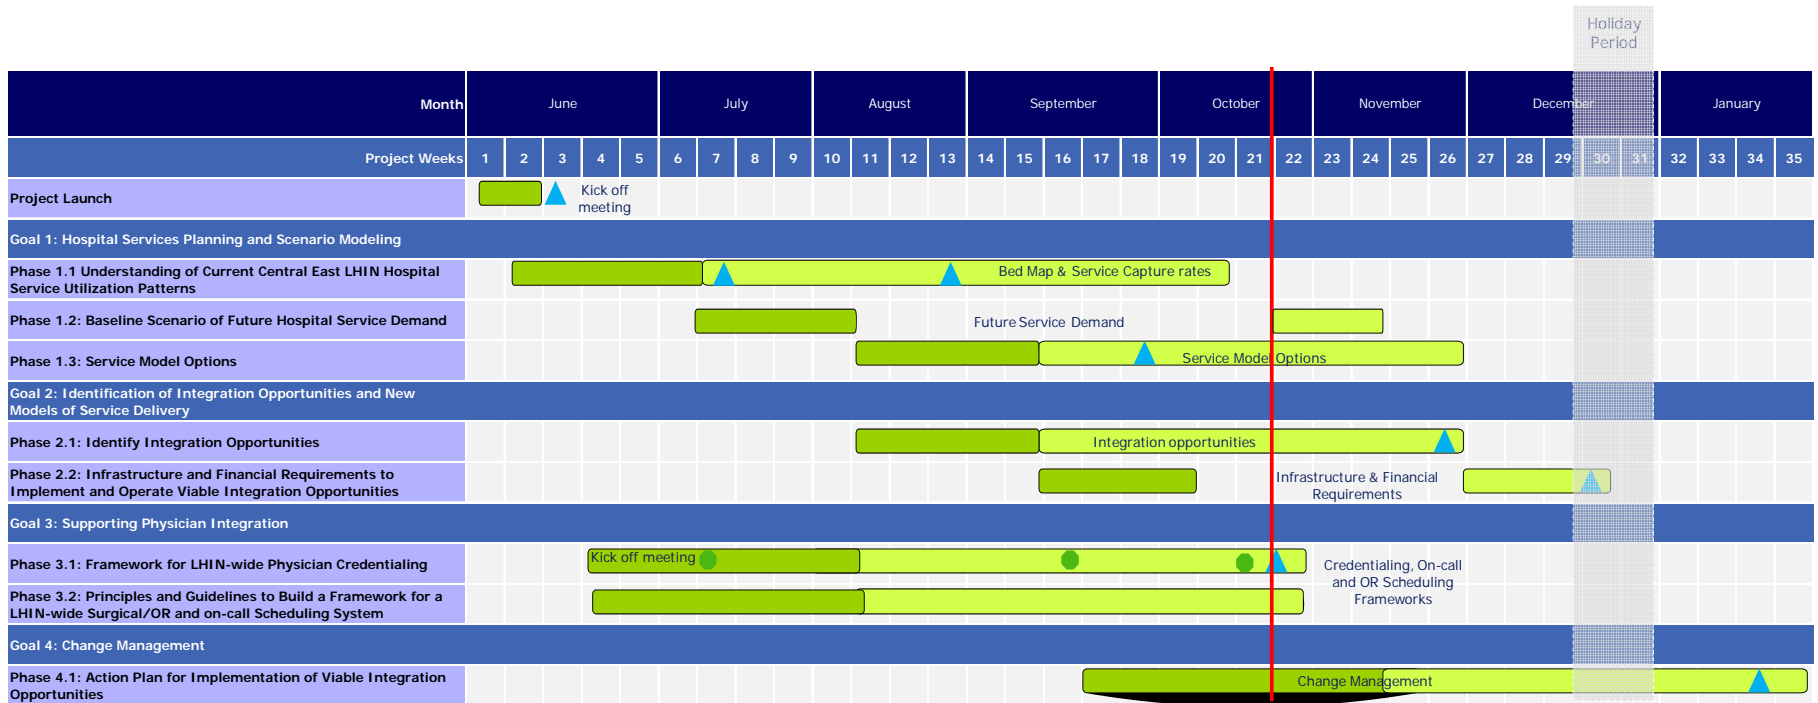 Holiday
Period
Month June July August September October November December January
Project Weeks 1 2 3 4 5 6 7 8 9 10 11 12 13 14 15 16 17 18 19 20 21 22 23 24 25 26 27 28 29 30 31 32 33 34 35
Project Launch
Kick off
meeting
Goal 1: Hospital Services Planning and Scenario Modeling
Phase 1.1 Understanding of Current Central East LHIN Hospital
Service Utilization Patterns
Bed Map & Service Capture rates
Phase 1.2: Baseline Scenario of Future Hospital Service Demand
Future Service Demand
Phase 1.3: Service Model Options
Service Model Options
Goal 2: Identification of Integration Opportunities and New
Models of Service Delivery
Phase 2.1: Identify Integration Opportunities
Integration opportunities
Phase 2.2: Infrastructure and Financial Requirements to
Implement and Operate Viable Integration Opportunities
Infrastructure & Financial
Requirements
Goal 3: Supporting Physician Integration
Phase 3.1: Framework for LHIN-wide Physician Credentialing
Kick off meeting
Credentialing, On-call
and OR Scheduling
Frameworks
Phase 3.2: Principles and Guidelines to Build a Framework for a
LHIN-wide Surgical/OR and on-call Scheduling System
Goal 4: Change Management
Phase 4.1: Action Plan for Implementation of Viable Integration
Opportunities
Change Management